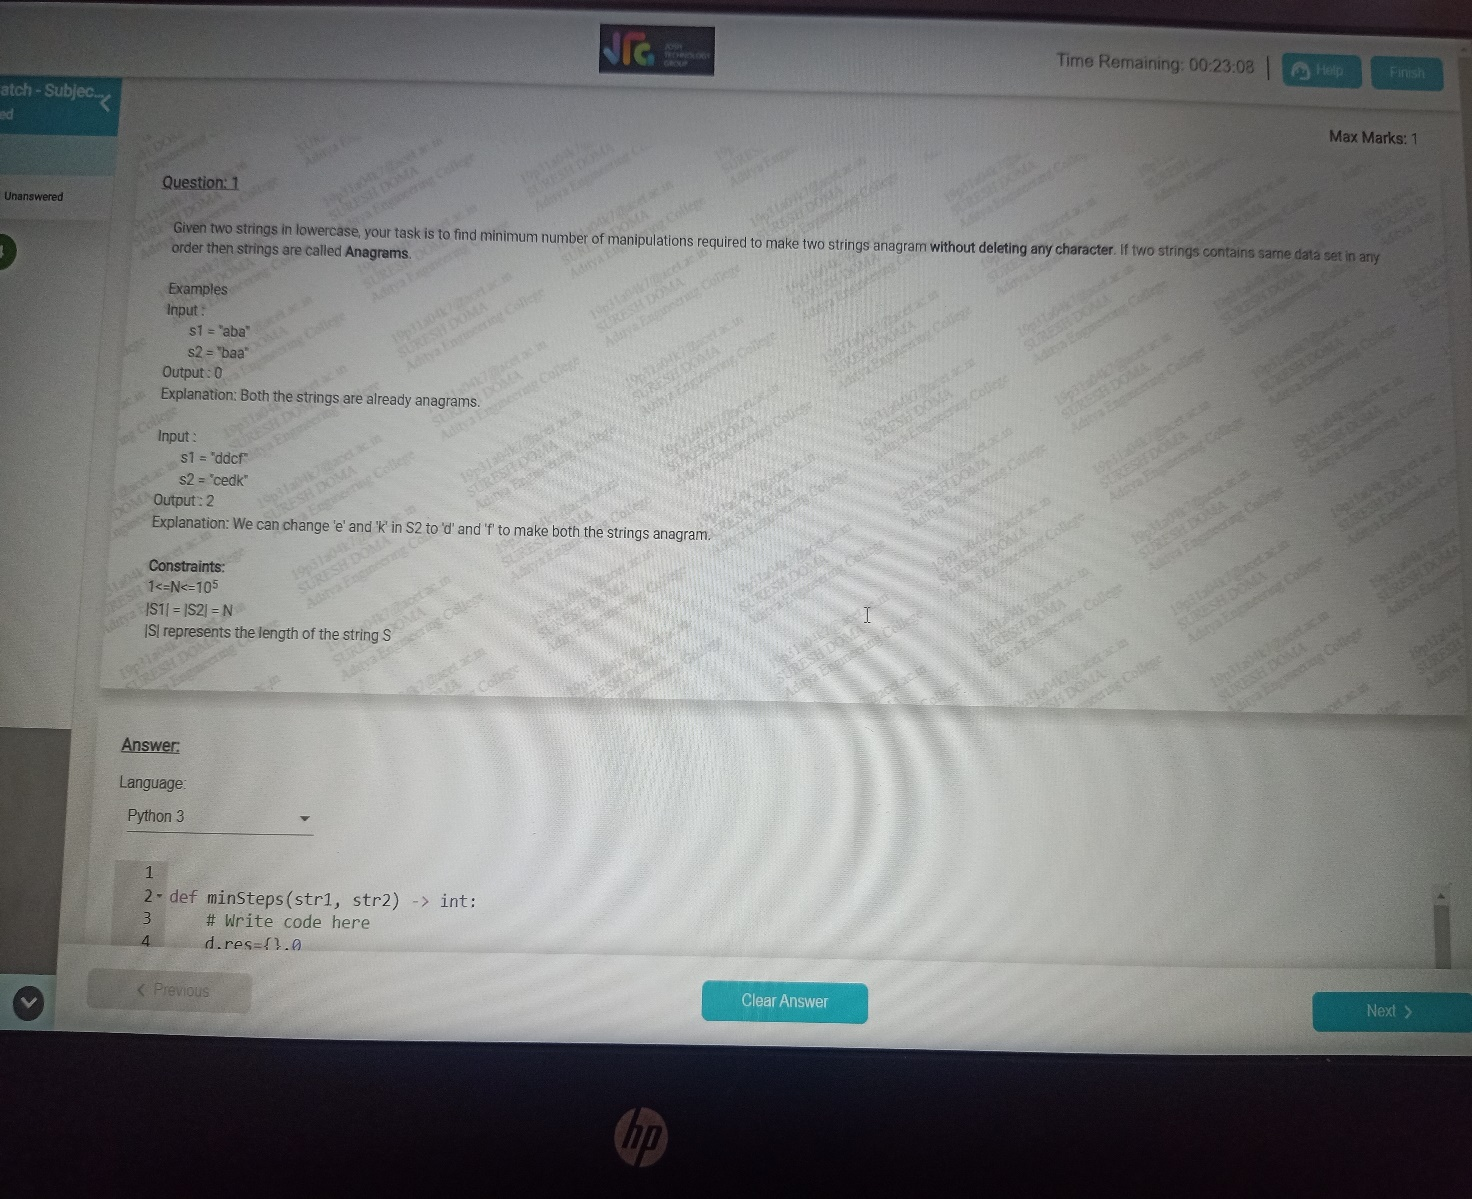 JTG JOSH TECHNOLOGY GROUP
Time Remaining: 00:23:08 | Help Finish
atch - Subjec...
ed
Max Marks: 1
Unanswered
Question: 1
Given two strings in lowercase, your task is to find minimum number of manipulations required to make two strings anagram without deleting any character. If two strings contains same data set in any
order then strings are called Anagrams.
Examples
Input :
s1 = "aba"
s2 = "baa"
Output : 0
Explanation: Both the strings are already anagrams.
Input :
s1 = "ddcf"
s2 = "cedk"
Output : 2
Explanation: We can change 'e' and 'k' in S2 to 'd' and 'f' to make both the strings anagram.
Constraints:
1<=N<=10⁵
|S1| = |S2| = N
|S| represents the length of the string S
Answer:
Language:
Python 3
1
2 def minSteps(str1, str2) -> int:
3 # Write code here
4 d,res={},0
Previous
Clear Answer
Next
hp